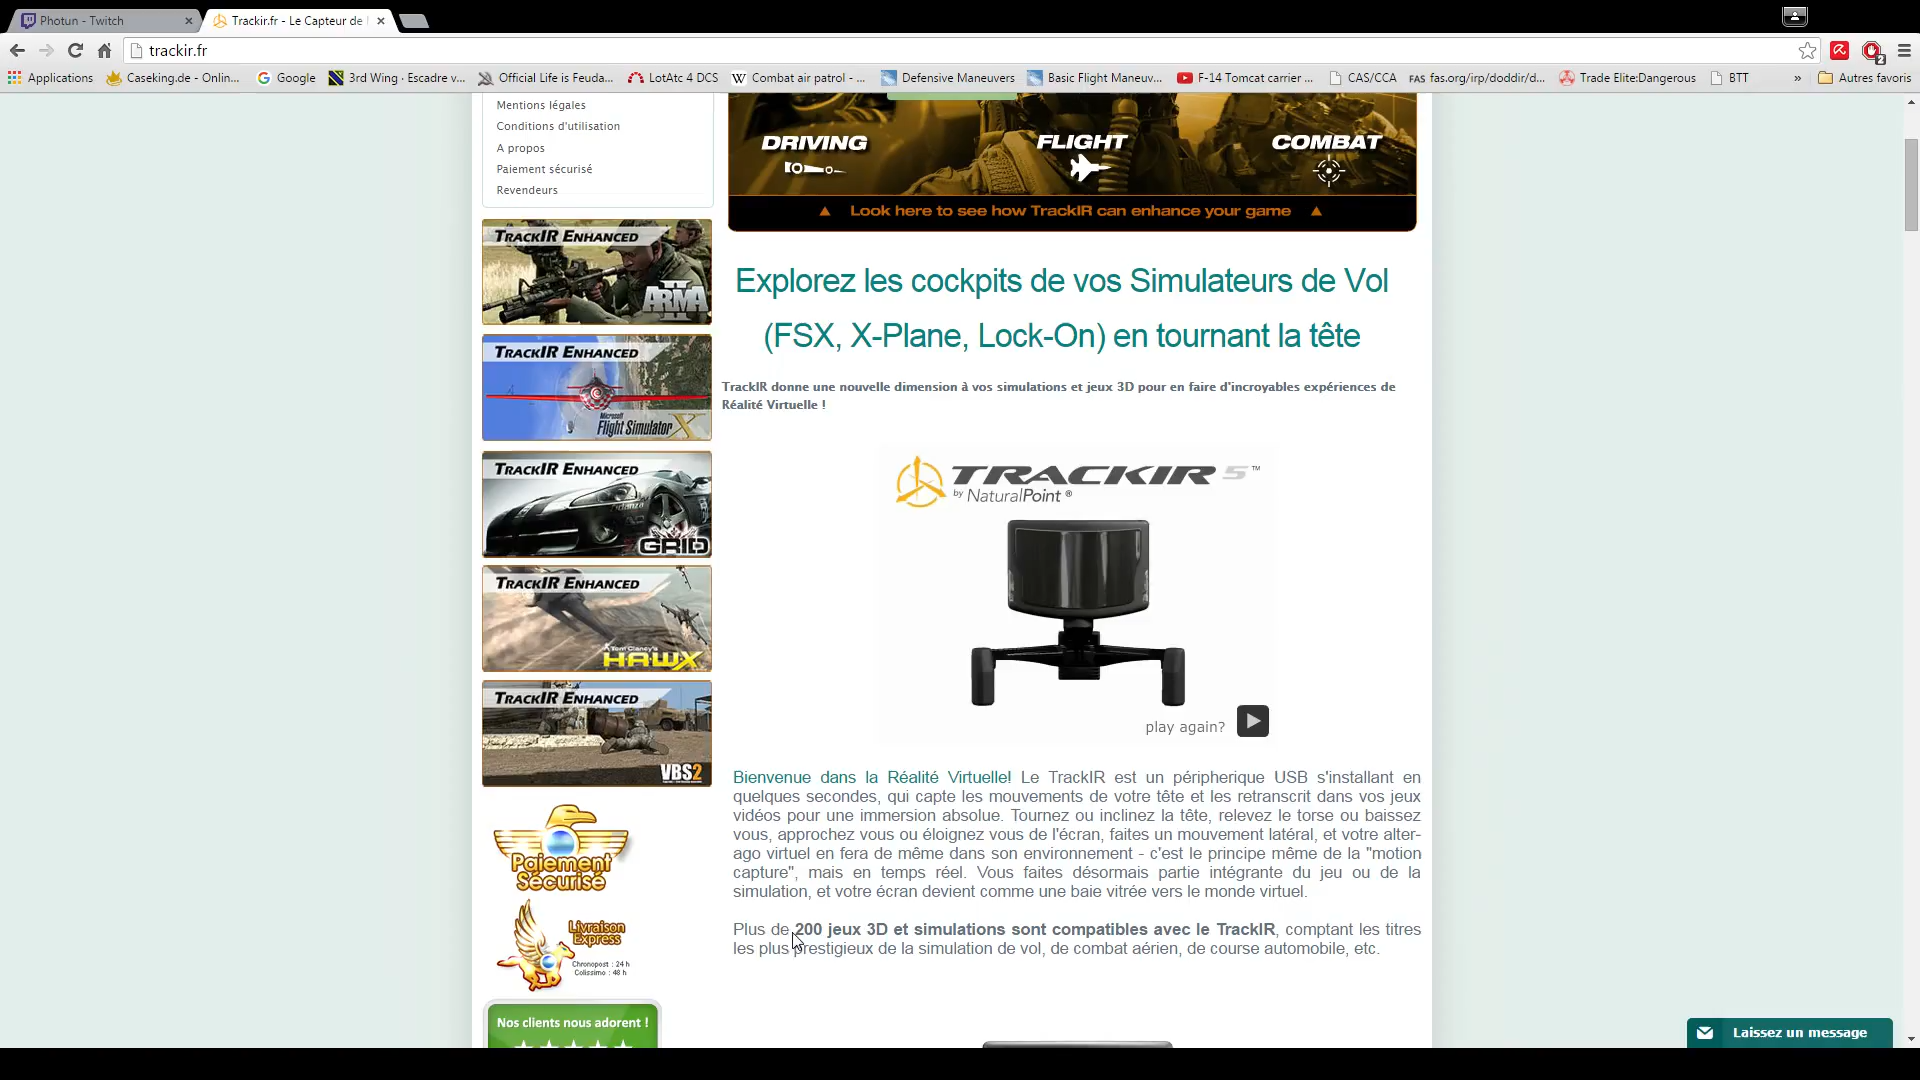 Photun - Twitch
Trackir.fr - Le Capteur de
trackir.fr
Applications
Caseking.de - Onlin...
Google
3rd Wing · Escadre v...
Official Life is Feuda...
LotAtc 4 DCS
Combat air patrol - ...
Defensive Maneuvers
Basic Flight Maneuv...
F-14 Tomcat carrier ...
CAS/CCA
FAS fas.org/irp/doddir/d...
Trade Elite:Dangerous
BTT
»
Autres favoris
2
Mentions légales
Conditions d'utilisation
A propos
Paiement sécurisé
Revendeurs
DRIVING
FLIGHT
COMBAT
Look here to see how TrackIR can enhance your game
TrackIR Enhanced
ARMA II
TrackIR Enhanced
Microsoft
Flight Simulator X
TrackIR Enhanced
GRID
TrackIR Enhanced
Tom Clancy's
HAWX
TrackIR Enhanced
VBS2
Paiement
Sécurisé
Livraison
Express
Chronopost : 24 h
Colissimo : 48 h
Nos clients nous adorent !
Explorez les cockpits de vos Simulateurs de Vol
(FSX, X-Plane, Lock-On) en tournant la tête
TrackIR donne une nouvelle dimension à vos simulations et jeux 3D pour en faire d'incroyables expériences de
Réalité Virtuelle !
TRACKIR 5™
by NaturalPoint®
play again?
Bienvenue dans la Réalité Virtuelle! Le TrackIR est un péripherique USB s'installant en
quelques secondes, qui capte les mouvements de votre tête et les retranscrit dans vos jeux
vidéos pour une immersion absolue. Tournez ou inclinez la tête, relevez le torse ou baissez
vous, approchez vous ou éloignez vous de l'écran, faites un mouvement latéral, et votre alter-
ago virtuel en fera de même dans son environnement - c'est le principe même de la "motion
capture", mais en temps réel. Vous faites désormais partie intégrante du jeu ou de la
simulation, et votre écran devient comme une baie vitrée vers le monde virtuel.
Plus de 200 jeux 3D et simulations sont compatibles avec le TrackIR, comptant les titres
les plus prestigieux de la simulation de vol, de combat aérien, de course automobile, etc.
Laissez un message